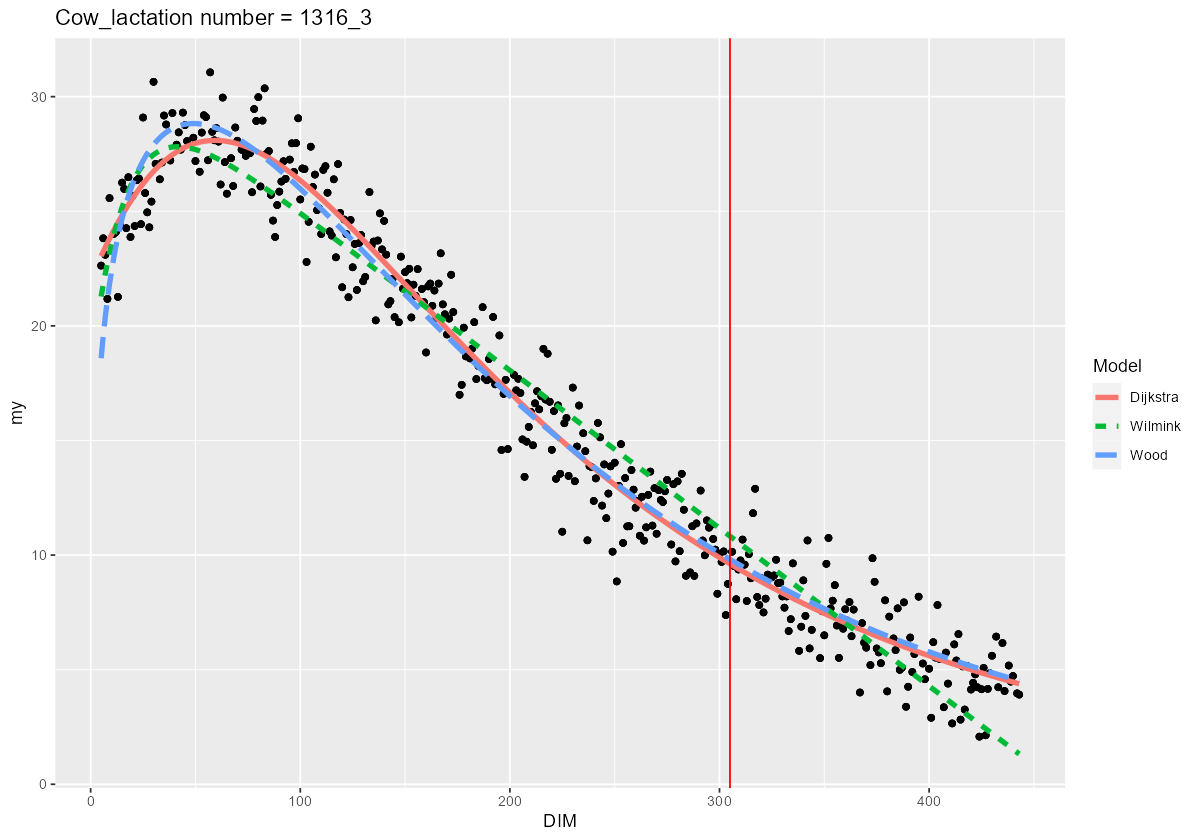 Cow_lactation number = 1316_3
my
30
20
10
0
0 100 200 300 400
DIM
Model
Dijkstra
Wilmink
Wood